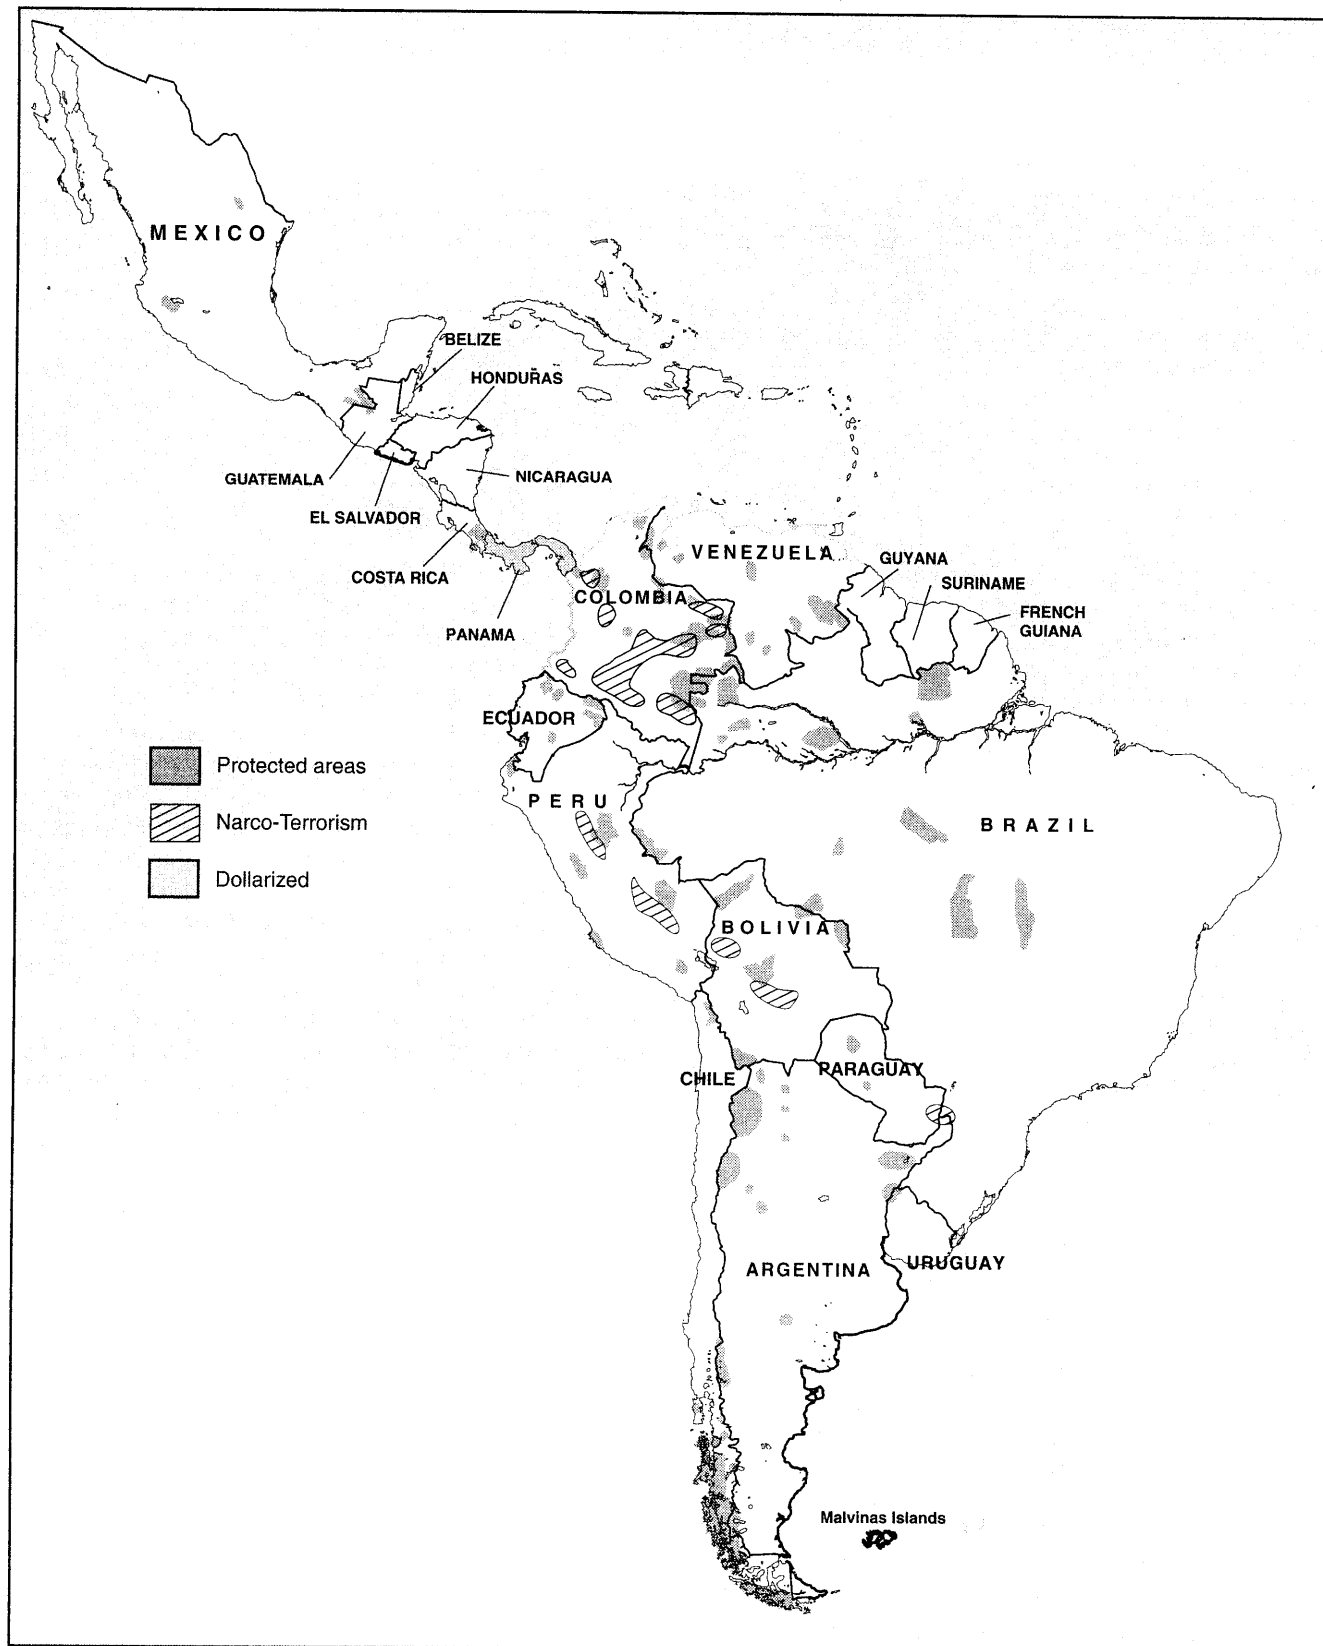 MEXICO
BELIZE
HONDURAS
GUATEMALA
NICARAGUA
EL SALVADOR
COSTA RICA
PANAMA
VENEZUELA
GUYANA
SURINAME
FRENCH
GUIANA
COLOMBIA
ECUADOR
Protected areas
Narco-Terrorism
Dollarized
PERU
BRAZIL
BOLIVIA
CHILE
PARAGUAY
ARGENTINA
URUGUAY
Malvinas Islands